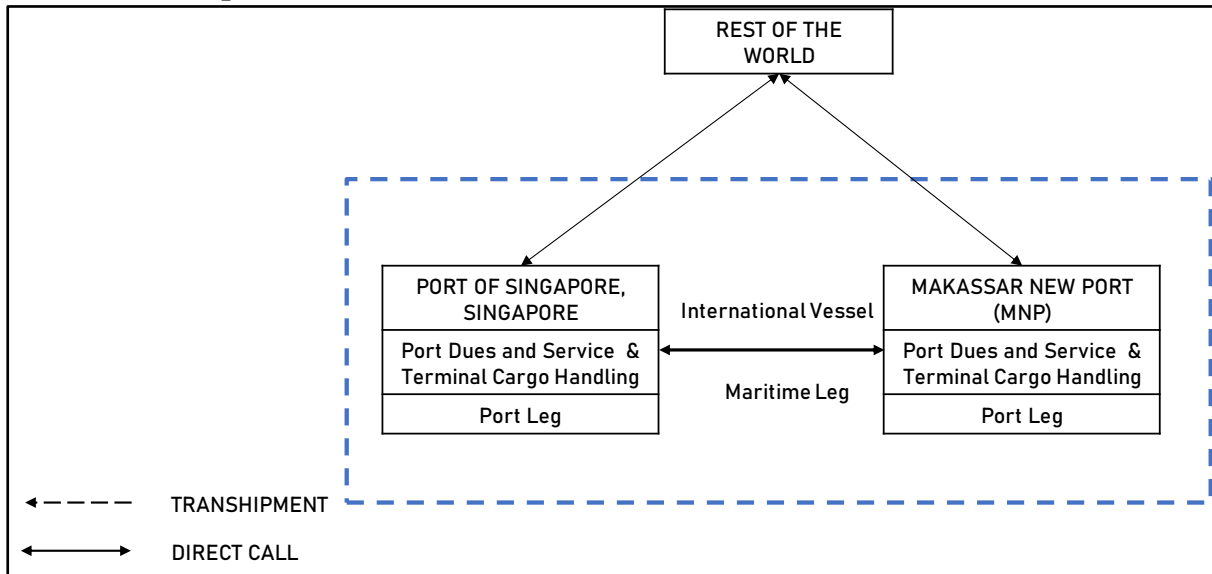 REST OF THE
WORLD
PORT OF SINGAPORE,
SINGAPORE
Port Dues and Service &
Terminal Cargo Handling
Port Leg
International Vessel
Maritime Leg
MAKASSAR NEW PORT
(MNP)
Port Dues and Service &
Terminal Cargo Handling
Port Leg
TRANSHIPMENT
DIRECT CALL